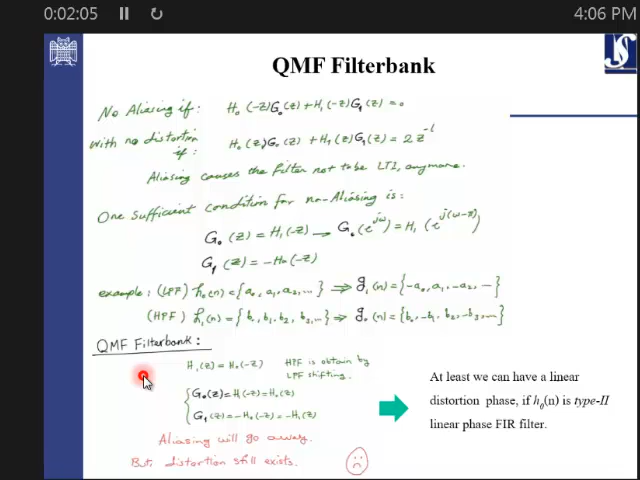 0:02:05
4:06 PM
QMF Filterbank
No Aliasing if: H₀(-z)G₀(z)+H₁(-z)G₁(z)=0
with no distortion if: H₀(z)G₀(z)+H₁(z)G₁(z)=2z^{-l}
Aliasing causes the filter not to be LTI, anymore.
One sufficient condition for no-Aliasing is:
G₀(z)=H₁(-z) → G₀(e^{jω})=H₁(e^{j(ω-π)})
G₁(z)=-H₀(-z)
example: (LPF) h₀(n)={a₀, a₁, a₂, ...} ⇒ g₁(n)={-a₀, a₁, -a₂, ...}
(HPF) h₁(n)={b₀, b₁, b₂, b₃, ...} ⇒ g₀(n)={b₀, -b₁, b₂, -b₃, ...}
QMF Filterbank:
H₁(z)=H₀(-z) HPF is obtain by
LPF shifting.
G₀(z)=H₁(-z)=H₀(z)
G₁(z)=-H₀(-z)=-H₁(z)
At least we can have a linear
distortion phase, if h₀(n) is type-II
linear phase FIR filter.
Aliasing will go away.
But, distortion still exists.